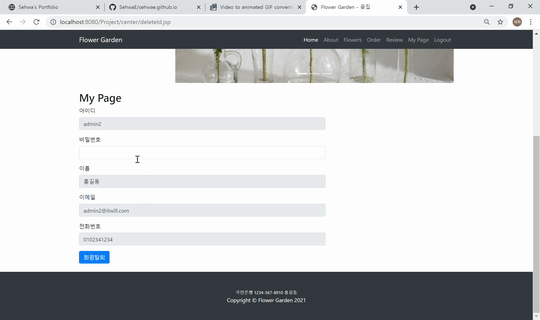 Sehwa's Portfolio
SehwaE/sehwae.github.io
Video to animated GIF convert
Flower Garden - 꽃집
localhost:8080/Project/center/deleteId.jsp
Flower Garden
Home About Flowers Order Review My Page Logout
My Page
아이디
admin2
비밀번호
이름
홍길동
이메일
admin2@itwill.com
전화번호
0102341234
회원탈퇴
국민은행 1234-567-8910 홍길동
Copyright © Flower Garden 2021